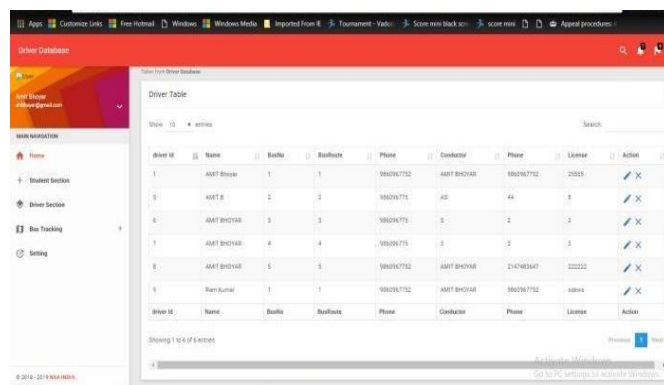 Apps Customize Links Free Hotmail Windows Windows Media Imported From IE Tournament - Vadod Score mini black scre score mini Appeal procedures:
Driver Database
Taken from Driver Database
Amit Bhoyar
MAIN NAVIGATION
Home
Student Section
Driver Section
Bus Tracking
Setting
Driver Table
Show 10 entries
Search:
driver Id Name BusNo BusRoute Phone Conductor Phone License Action
1 AMIT Bhoyar 1 1 9860967752 AMIT BHOYAR 9860967752 25555
5 AMIT B 2 2 986096775 AS 44 8
6 AMIT BHOYAR 3 3 986096775 S 2 2
7 AMIT BHOYAR 4 4 986096775 S 3 3
8 AMIT BHOYAR 5 5 9860967752 AMIT BHOYAR 2147483647 222222
9 Ram Kumar 1 1 9860967752 AMIT BHOYAR 9860967752
driver Id Name BusNo BusRoute Phone Conductor Phone License Action
Showing 1 to 6 of 6 entries
Previous 1 Next
Activate Windows
Go to PC settings to activate Windows.
© 2018 - 2019 NSA INDIA.